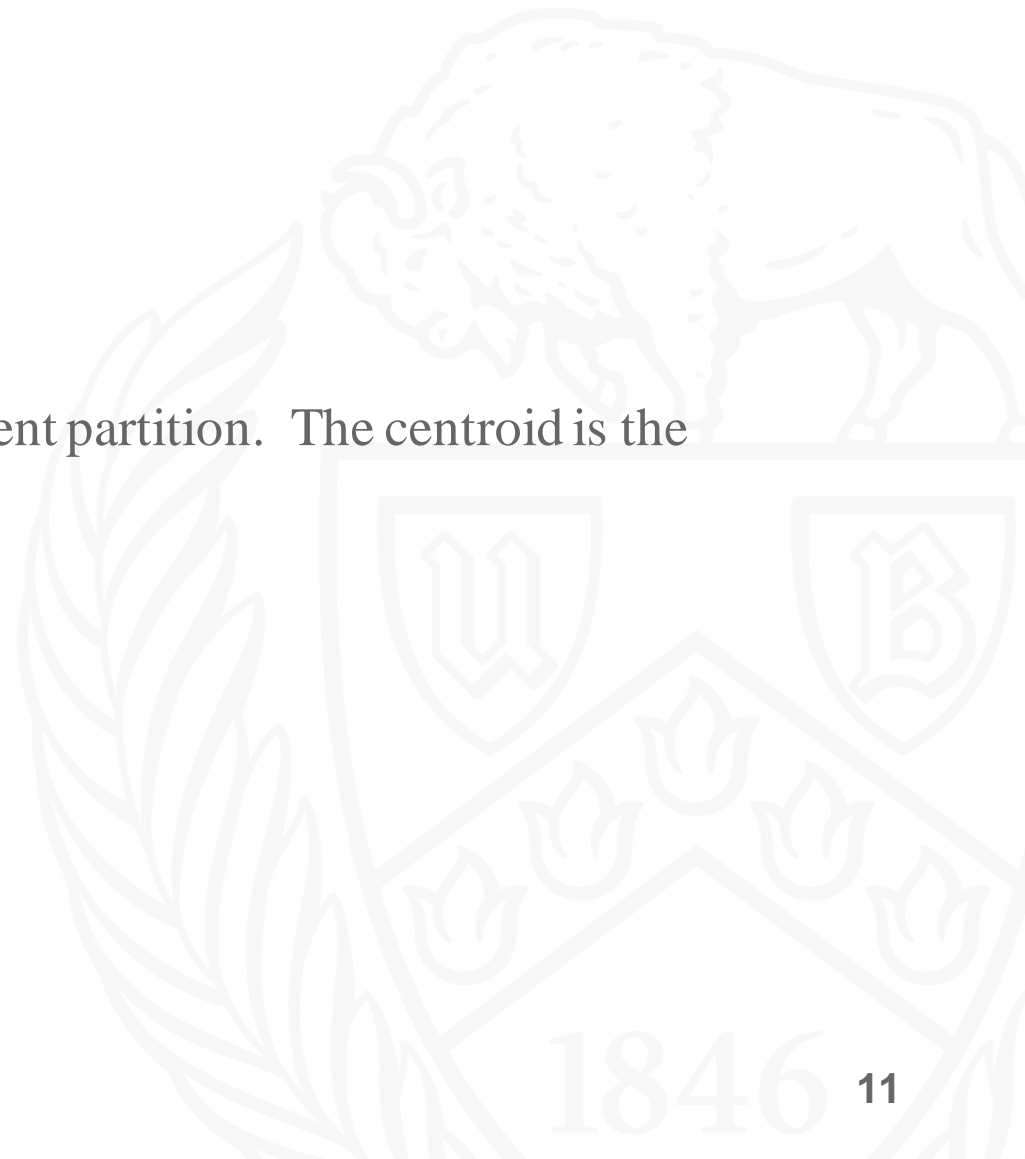 ent partition. The centroid is the
U B
1846
11